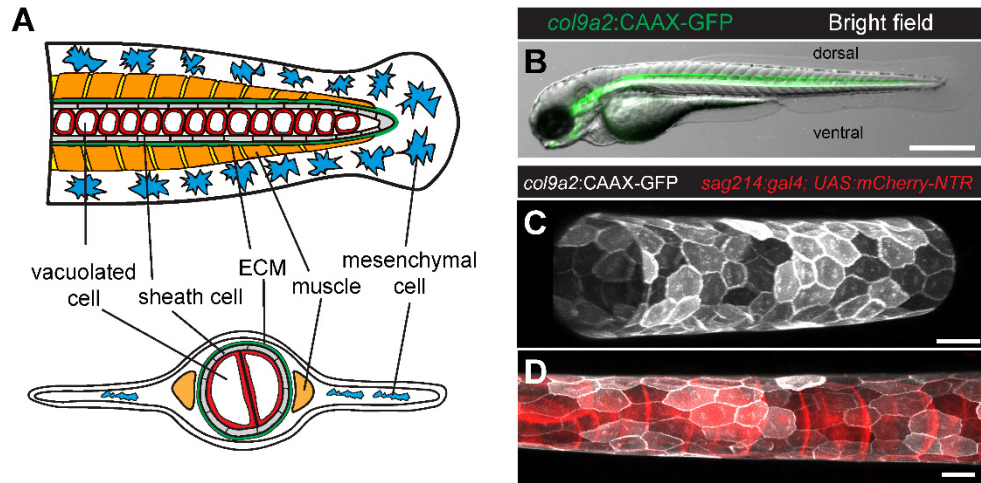 A
vacuolated
cell
sheath cell
ECM
muscle
mesenchymal
cell
col9a2:CAAX-GFP Bright field
B
dorsal
ventral
col9a2:CAAX-GFP sag214:gal4; UAS:mCherry-NTR
C
D